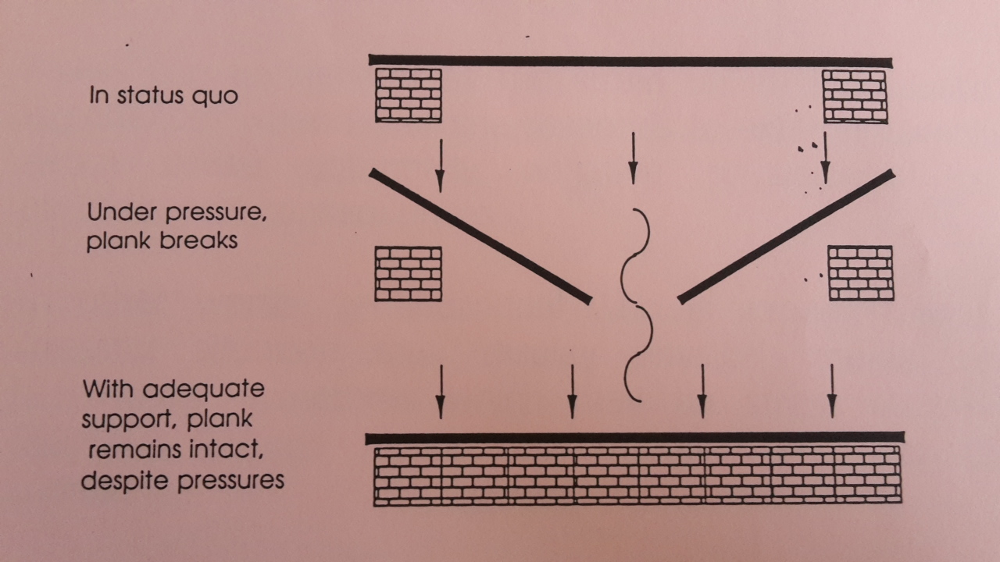 In status quo
Under pressure,
plank breaks
With adequate
support, plank
remains intact,
despite pressures